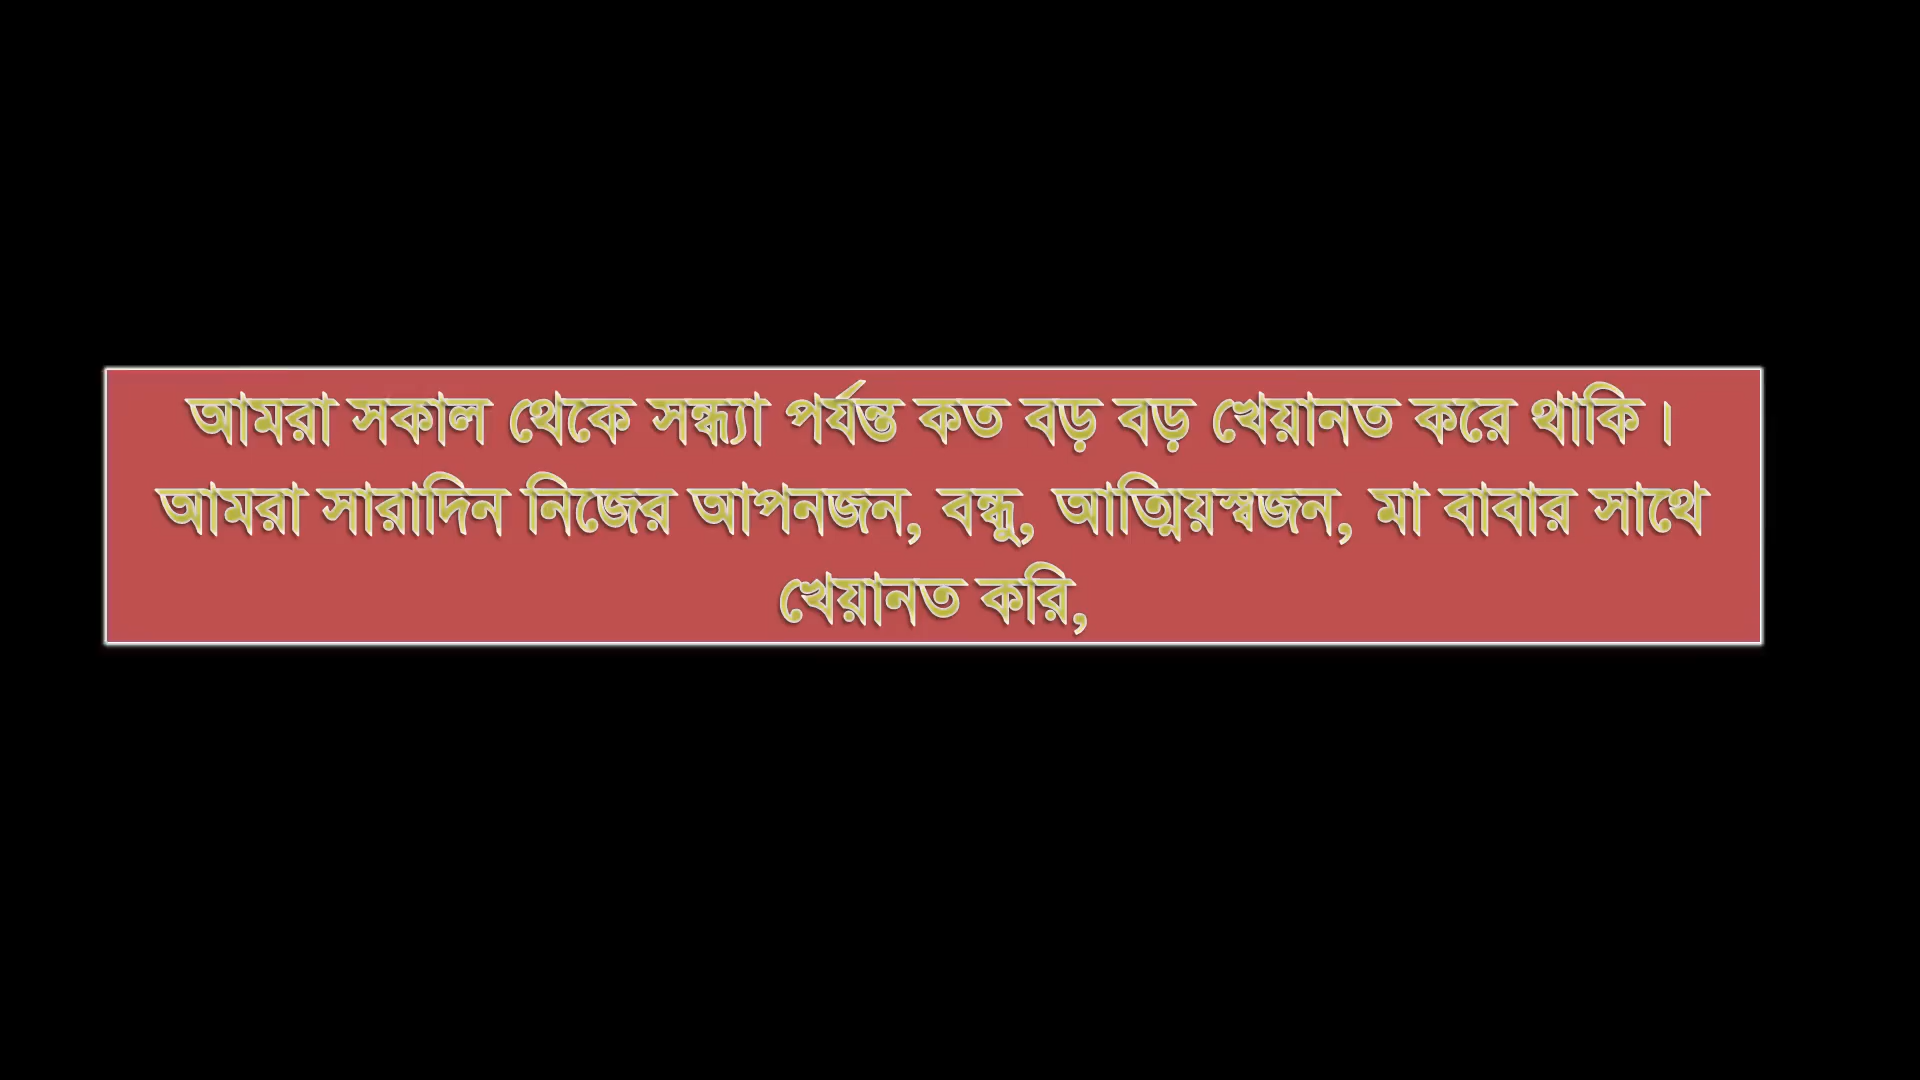 আমরা সকাল থেকে সন্ধ্যা পর্যন্ত কত বড় বড় খেয়ানত করে থাকি।
আমরা সারাদিন নিজের আপনজন, বন্ধু, আত্মিয়স্বজন, মা বাবার সাথে
খেয়ানত করি,